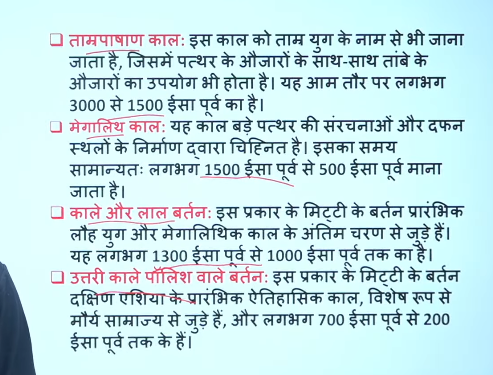 ❑ ताम्रपाषाण काल: इस काल को ताम्र युग के नाम से भी जाना
जाता है, जिसमें पत्थर के औजारों के साथ-साथ तांबे के
औजारों का उपयोग भी होता है। यह आम तौर पर लगभग
3000 से 1500 ईसा पूर्व का है।
❑ मेगालिथ काल: यह काल बड़े पत्थर की संरचनाओं और दफन
स्थलों के निर्माण द्वारा चिह्नित है। इसका समय
सामान्यतः लगभग 1500 ईसा पूर्व से 500 ईसा पूर्व माना
जाता है।
❑ काले और लाल बर्तन: इस प्रकार के मिट्टी के बर्तन प्रारंभिक
लौह युग और मेगालिथिक काल के अंतिम चरण से जुड़े हैं।
यह लगभग 1300 ईसा पूर्व से 1000 ईसा पूर्व तक का है।
❑ उत्तरी काले पॉलिश वाले बर्तन: इस प्रकार के मिट्टी के बर्तन
दक्षिण एशिया के प्रारंभिक ऐतिहासिक काल, विशेष रूप से
मौर्य साम्राज्य से जुड़े हैं, और लगभग 700 ईसा पूर्व से 200
ईसा पूर्व तक के हैं।